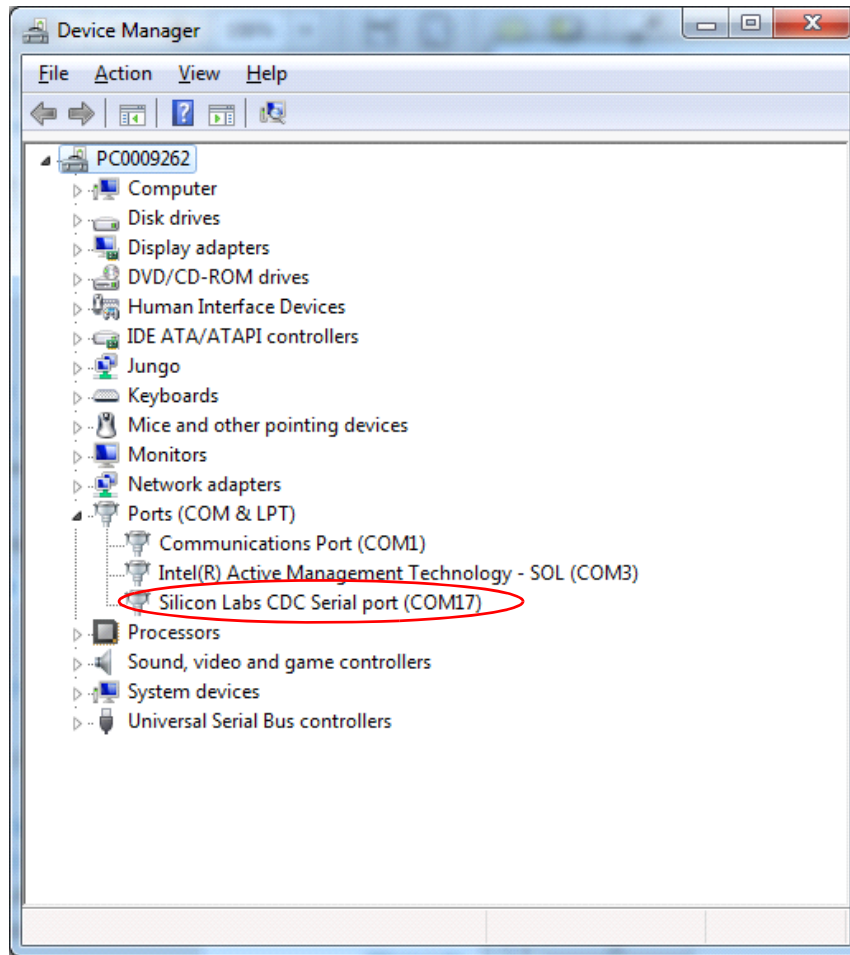 Device Manager
File Action View Help
PC0009262
Computer
Disk drives
Display adapters
DVD/CD-ROM drives
Human Interface Devices
IDE ATA/ATAPI controllers
Jungo
Keyboards
Mice and other pointing devices
Monitors
Network adapters
Ports (COM & LPT)
Communications Port (COM1)
Intel(R) Active Management Technology - SOL (COM3)
Silicon Labs CDC Serial port (COM17)
Processors
Sound, video and game controllers
System devices
Universal Serial Bus controllers